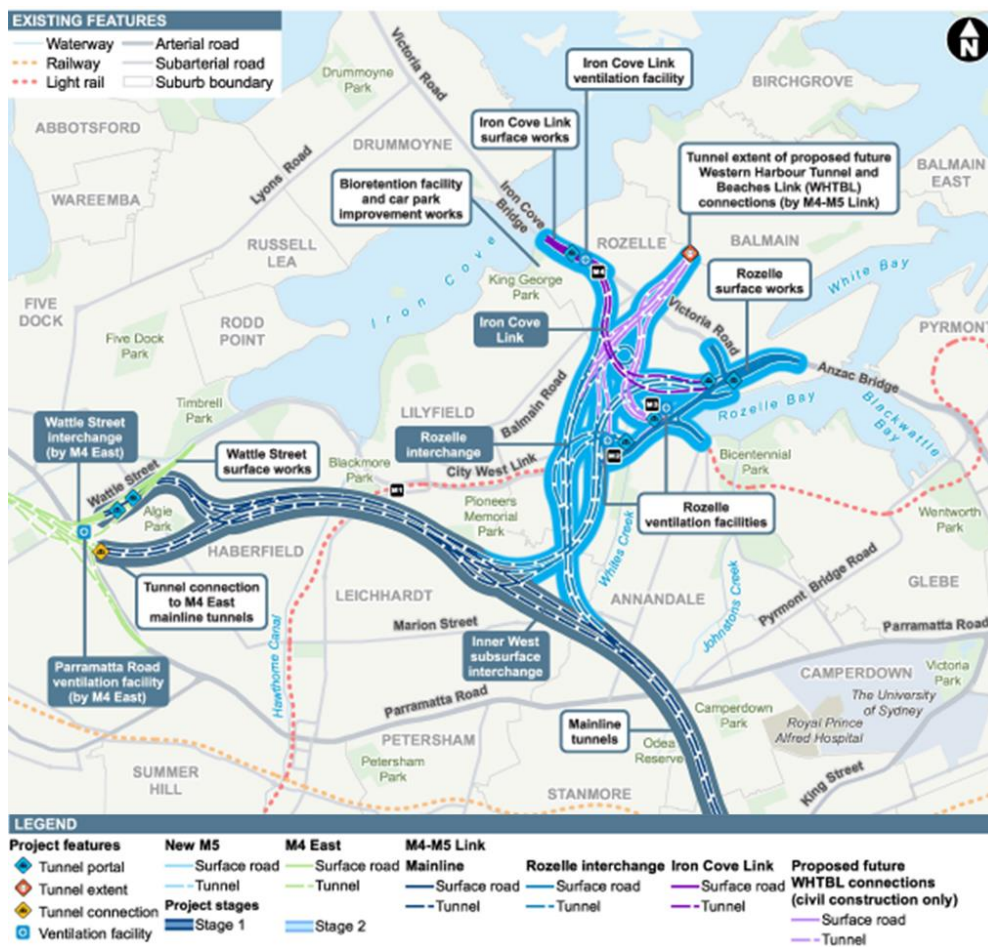 EXISTING FEATURES
Waterway
Arterial road
Railway
Subarterial road
Light rail
Suburb boundary
N
Victoria Road
Drummoyne
Park
Iron Cove Link
ventilation facility
BIRCHGROVE
ABBOTSFORD
DRUMMOYNE
Iron Cove Link
surface works
Tunnel extent of proposed future
Western Harbour Tunnel and
Beaches Link (WHTBL)
connections (by M4-M5 Link)
BALMAIN
EAST
Lyons Road
Bioretention facility
and car park
improvement works
WAREEMBA
Iron Cove
Bridge
ROZELLE
BALMAIN
RUSSELL
LEA
Iron Cove
King George
Park
Rozelle
surface works
White Bay
FIVE
DOCK
RODD
POINT
Iron Cove
Link
Victoria Road
PYRMONT
Five Dock
Park
M4
Anzac Bridge
Timbrell
Park
LILYFIELD
Balmain Road
M3
Rozelle Bay
Blackwattle
Bay
Wattle Street
interchange
(by M4 East)
Wattle Street
surface works
Rozelle
interchange
M2
Wattle Street
Blackmore
Park
City West Link
Bicentennial
Park
M1
Algie
Park
Pioneers
Memorial
Park
Rozelle
ventilation facilities
Wentworth
Park
HABERFIELD
Whites Creek
Tunnel connection
to M4 East
mainline tunnels
LEICHHARDT
ANNANDALE
Johnstons Creek
Pyrmont Bridge Road
GLEBE
Marion Street
Parramatta Road
Hawthorne Canal
Inner West
subsurface
interchange
Parramatta Road
ventilation facility
(by M4 East)
CAMPERDOWN
Victoria
Park
Parramatta Road
The University
of Sydney
Camperdown
Park
Mainline
tunnels
Royal Prince
Alfred Hospital
PETERSHAM
Odea
Reserve
Petersham
Park
King Street
SUMMER
HILL
STANMORE
LEGEND
Project features
Tunnel portal
Tunnel extent
Tunnel connection
Ventilation facility
New M5
Surface road
Tunnel
Project stages
Stage 1
Stage 2
M4 East
Surface road
Tunnel
M4-M5 Link
Mainline
Surface road
Tunnel
Rozelle interchange
Surface road
Tunnel
Iron Cove Link
Surface road
Tunnel
Proposed future
WHTBL connections
(civil construction only)
Surface road
Tunnel